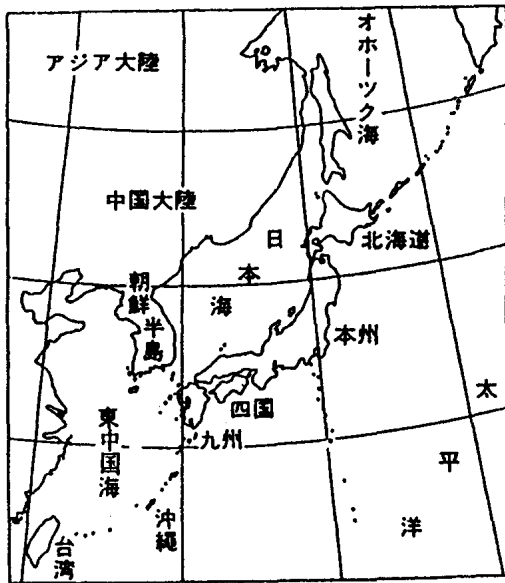 アジア大陸
オホーツク海
中国大陸
日本海
北海道
朝鮮半島
本州
四国
九州
太平洋
東中国海
沖縄
台湾